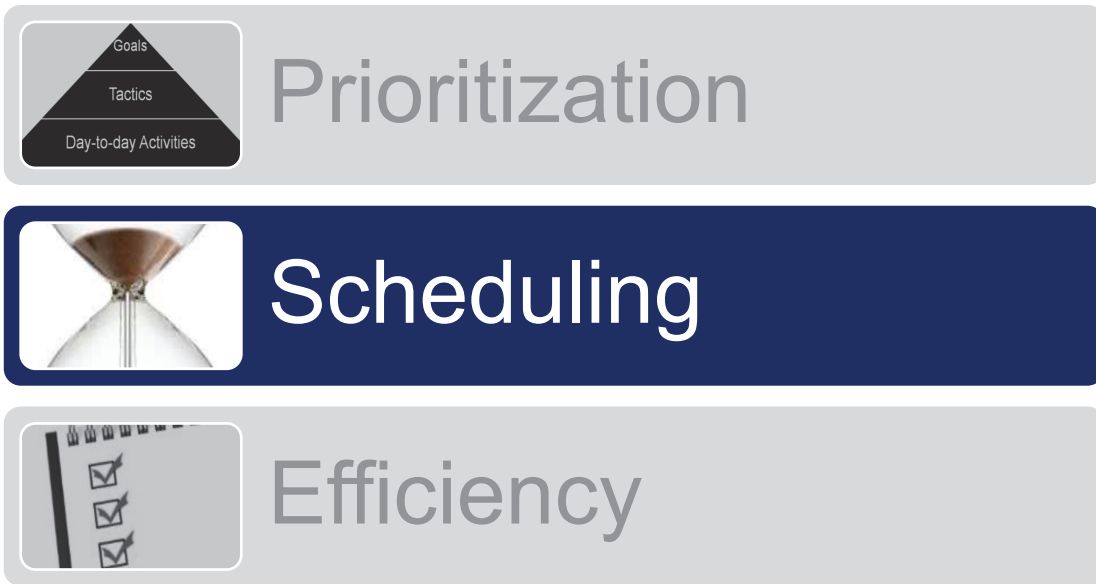 Goals
Tactics
Day-to-day Activities
Prioritization
Scheduling
Efficiency